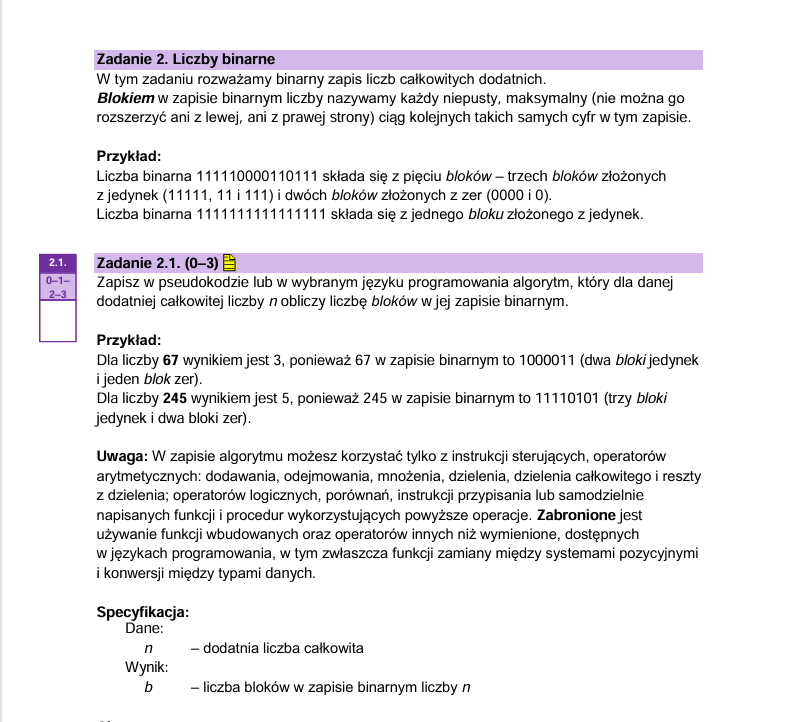 Zadanie 2. Liczby binarne
W tym zadaniu rozważamy binarny zapis liczb całkowitych dodatnich.
Blokiem w zapisie binarnym liczby nazywamy każdy niepusty, maksymalny (nie można go
rozszerzyć ani z lewej, ani z prawej strony) ciąg kolejnych takich samych cyfr w tym zapisie.
Przykład:
Liczba binarna 111110000110111 składa się z pięciu bloków – trzech bloków złożonych
z jedynek (11111, 11 i 111) i dwóch bloków złożonych z zer (0000 i 0).
Liczba binarna 1111111111111111 składa się z jednego bloku złożonego z jedynek.
2.1.
0–1–
2–3
Zadanie 2.1. (0–3)
Zapisz w pseudokodzie lub w wybranym języku programowania algorytm, który dla danej
dodatniej całkowitej liczby n obliczy liczbę bloków w jej zapisie binarnym.
Przykład:
Dla liczby 67 wynikiem jest 3, ponieważ 67 w zapisie binarnym to 1000011 (dwa bloki jedynek
i jeden blok zer).
Dla liczby 245 wynikiem jest 5, ponieważ 245 w zapisie binarnym to 11110101 (trzy bloki
jedynek i dwa bloki zer).
Uwaga: W zapisie algorytmu możesz korzystać tylko z instrukcji sterujących, operatorów
arytmetycznych: dodawania, odejmowania, mnożenia, dzielenia, dzielenia całkowitego i reszty
z dzielenia; operatorów logicznych, porównań, instrukcji przypisania lub samodzielnie
napisanych funkcji i procedur wykorzystujących powyższe operacje. Zabronione jest
używanie funkcji wbudowanych oraz operatorów innych niż wymienione, dostępnych
w językach programowania, w tym zwłaszcza funkcji zamiany między systemami pozycyjnymi
i konwersji między typami danych.
Specyfikacja:
Dane:
n – dodatnia liczba całkowita
Wynik:
b – liczba bloków w zapisie binarnym liczby n